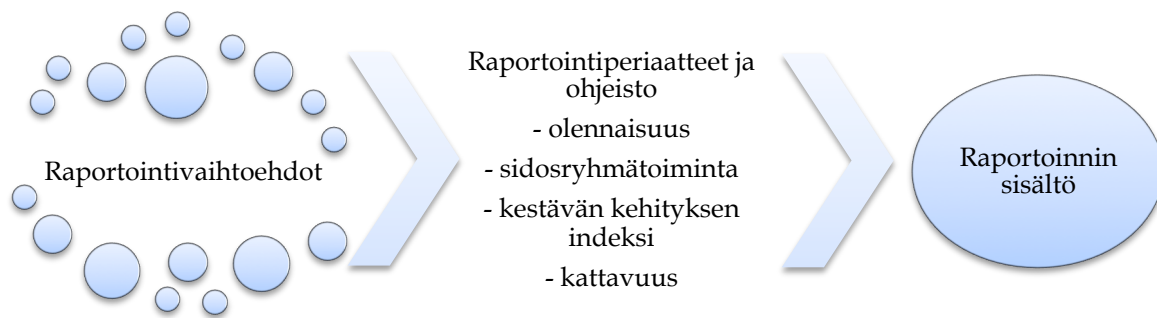 Raportointivaihtoehdot
Raportointiperiaatteet ja
ohjeisto
- olennaisuus
- sidosryhmätoiminta
- kestävän kehityksen
indeksi
- kattavuus
Raportoinnin
sisältö